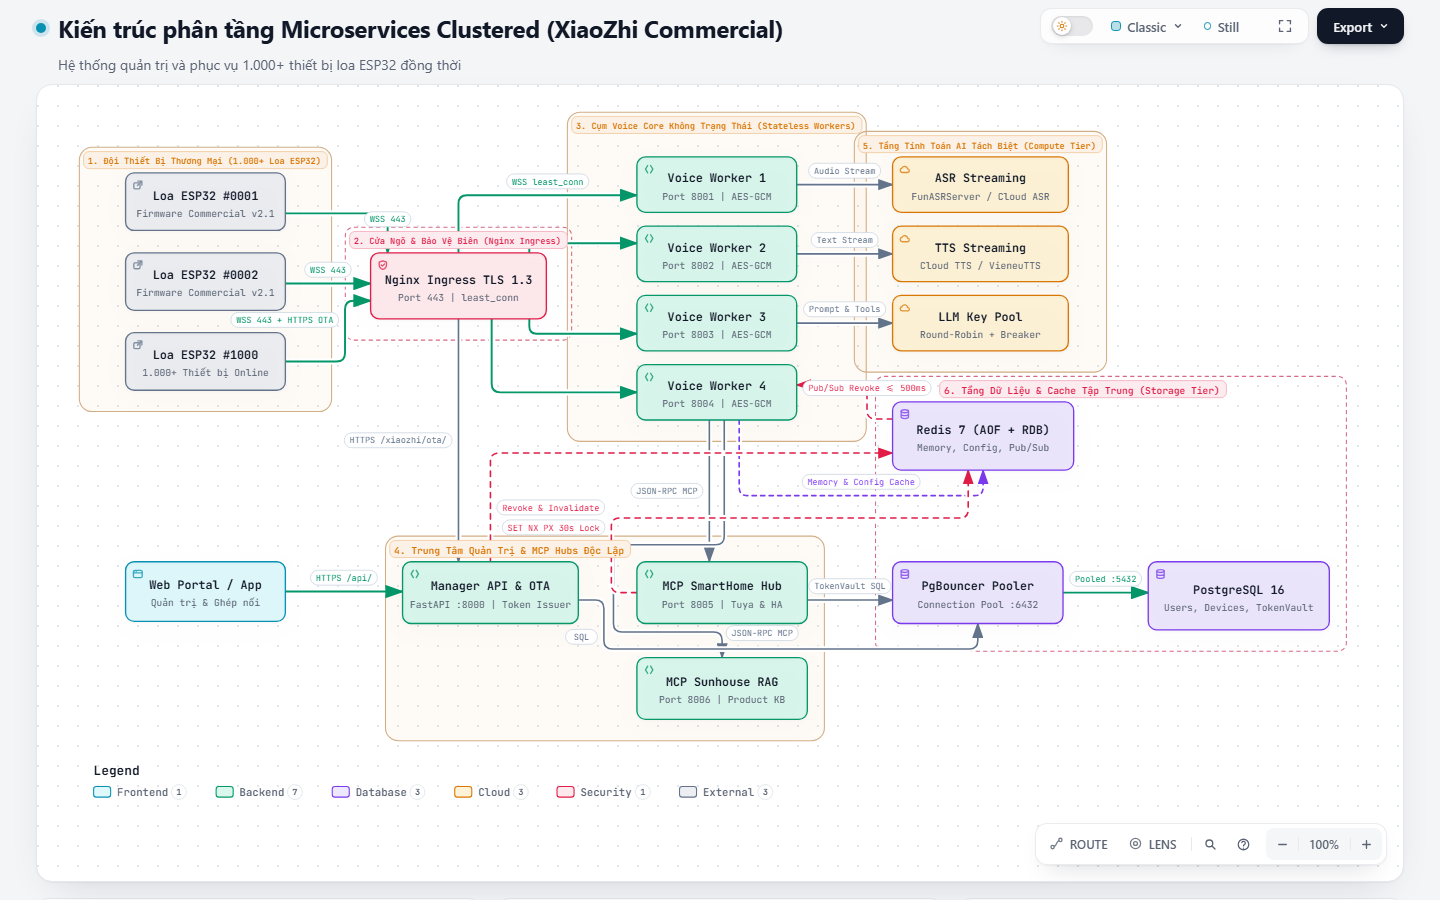 Kiến trúc phân tầng Microservices Clustered (XiaoZhi Commercial)
Hệ thống quản trị và phục vụ 1.000+ thiết bị loa ESP32 đồng thời
Classic
Still
Export
1. Đội Thiết Bị Thương Mại (1.000+ Loa ESP32)
Loa ESP32 #0001
Firmware Commercial v2.1
Loa ESP32 #0002
Firmware Commercial v2.1
Loa ESP32 #1000
1.000+ Thiết bị Online
WSS 443
WSS 443
WSS 443 + HTTPS OTA
2. Cửa Ngõ & Bảo Vệ Biên (Nginx Ingress)
Nginx Ingress TLS 1.3
Port 443 | least_conn
WSS least_conn
3. Cụm Voice Core Không Trạng Thái (Stateless Workers)
Voice Worker 1
Port 8001 | AES-GCM
Voice Worker 2
Port 8002 | AES-GCM
Voice Worker 3
Port 8003 | AES-GCM
Voice Worker 4
Port 8004 | AES-GCM
Audio Stream
Text Stream
Prompt & Tools
5. Tầng Tính Toán AI Tách Biệt (Compute Tier)
ASR Streaming
FunASRServer / Cloud ASR
TTS Streaming
Cloud TTS / VieneuTTS
LLM Key Pool
Round-Robin + Breaker
Pub/Sub Revoke ≤ 500ms
6. Tầng Dữ Liệu & Cache Tập Trung (Storage Tier)
Redis 7 (AOF + RDB)
Memory, Config, Pub/Sub
HTTPS /xiaozhi/ota/
JSON-RPC MCP
Memory & Config Cache
Revoke & Invalidate
SET NX PX 30s Lock
4. Trung Tâm Quản Trị & MCP Hubs Độc Lập
Web Portal / App
Quản trị & Ghép nối
HTTPS /api/
Manager API & OTA
FastAPI :8000 | Token Issuer
MCP SmartHome Hub
Port 8005 | Tuya & HA
TokenVault SQL
PgBouncer Pooler
Connection Pool :6432
Pooled :5432
PostgreSQL 16
Users, Devices, TokenVault
SQL
JSON-RPC MCP
MCP Sunhouse RAG
Port 8006 | Product KB
Legend
Frontend 1
Backend 7
Database 3
Cloud 3
Security 1
External 3
ROUTE
LENS
− 100% +